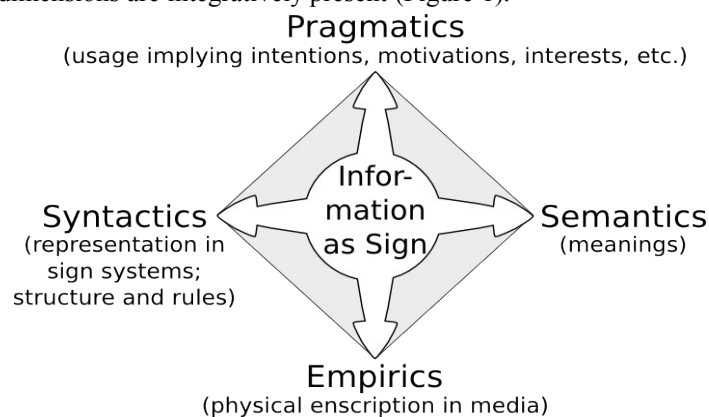 dimensions are integratively present (Figure 1).
Pragmatics
(usage implying intentions, motivations, interests, etc.)
Infor-
mation
as Sign
Syntactics
(representation in
sign systems;
structure and rules)
Semantics
(meanings)
Empirics
(physical enscription in media)